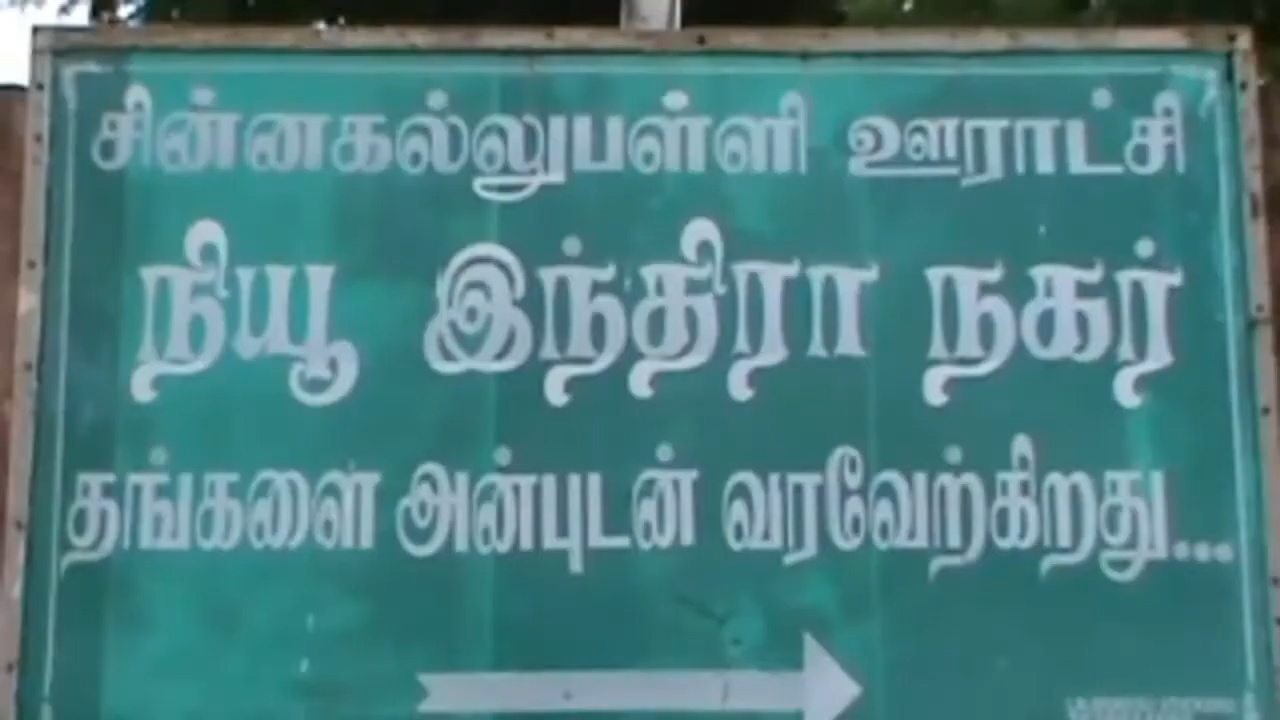 சின்னகல்லுபள்ளி ஊராட்சி
நியூ இந்திரா நகர்
தங்களை அன்புடன் வரவேற்கிறது...